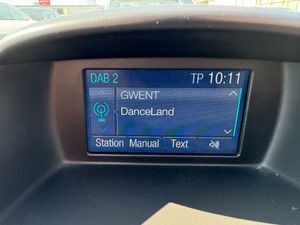 DAB 2 TP 10:11
GWENT
DanceLand
Station Manual Text